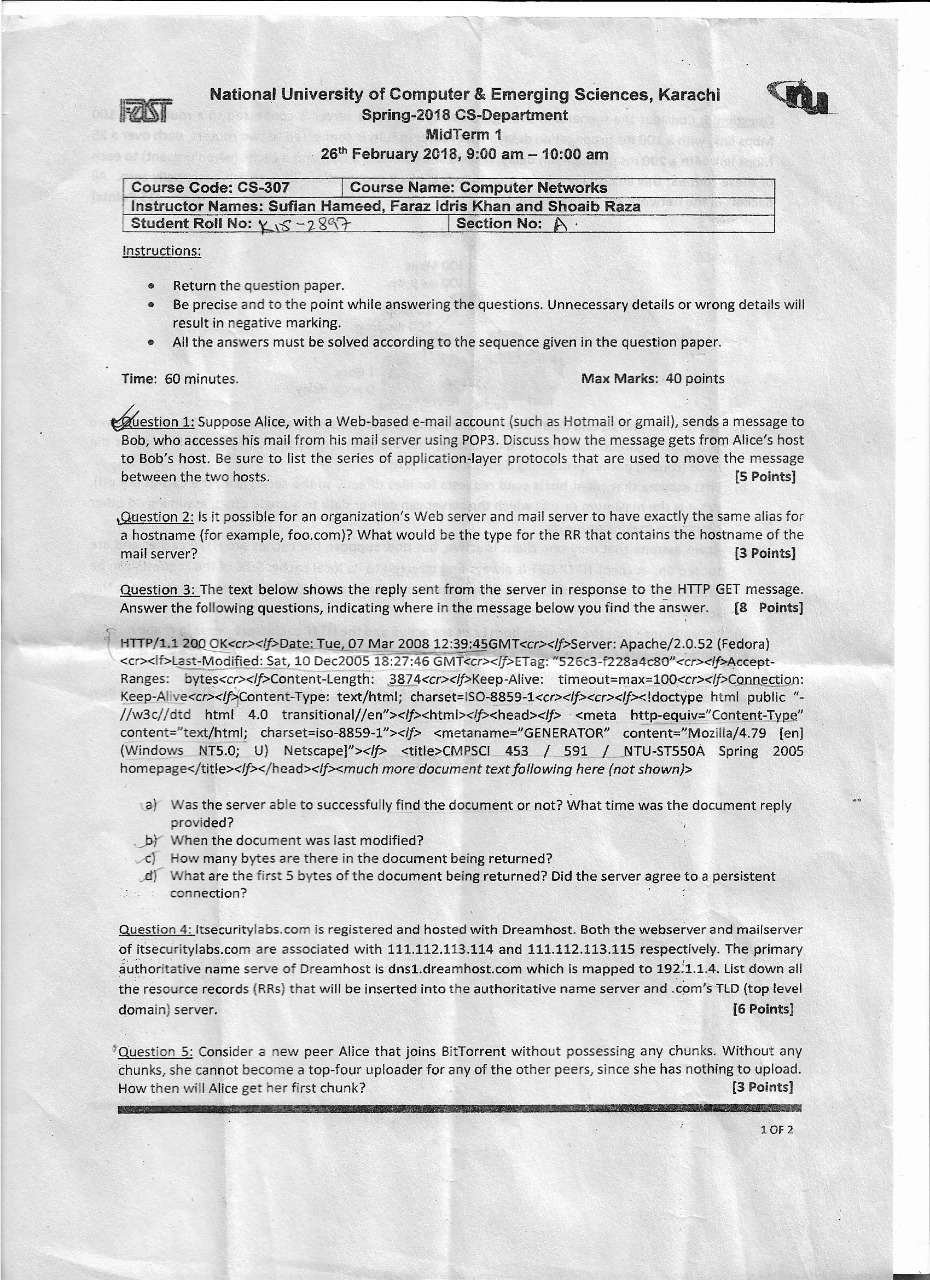 National University of Computer & Emerging Sciences, Karachi
FAST
nu
Spring-2018 CS-Department
MidTerm 1
26th February 2018, 9:00 am – 10:00 am
Course Code: CS-307 Course Name: Computer Networks
Instructor Names: Sufian Hameed, Faraz Idris Khan and Shoaib Raza
Student Roll No: K15-2897 Section No: A
Instructions:
• Return the question paper.
• Be precise and to the point while answering the questions. Unnecessary details or wrong details will
result in negative marking.
• All the answers must be solved according to the sequence given in the question paper.
Time: 60 minutes. Max Marks: 40 points
Question 1: Suppose Alice, with a Web-based e-mail account (such as Hotmail or gmail), sends a message to
Bob, who accesses his mail from his mail server using POP3. Discuss how the message gets from Alice's host
to Bob's host. Be sure to list the series of application-layer protocols that are used to move the message
between the two hosts. [5 Points]
Question 2: Is it possible for an organization's Web server and mail server to have exactly the same alias for
a hostname (for example, foo.com)? What would be the type for the RR that contains the hostname of the
mail server? [3 Points]
Question 3: The text below shows the reply sent from the server in response to the HTTP GET message.
Answer the following questions, indicating where in the message below you find the answer. [8 Points]
HTTP/1.1 200 OK<cr><lf>Date: Tue, 07 Mar 2008 12:39:45GMT<cr><lf>Server: Apache/2.0.52 (Fedora)
<cr><lf>Last-Modified: Sat, 10 Dec2005 18:27:46 GMT<cr><lf>ETag: "526c3-f228a4c80"<cr><lf>Accept-
Ranges: bytes<cr><lf>Content-Length: 3874<cr><lf>Keep-Alive: timeout=max=100<cr><lf>Connection:
Keep-Alive<cr><lf>Content-Type: text/html; charset=ISO-8859-1<cr><lf><cr><lf><!doctype html public "-
//w3c//dtd html 4.0 transitional//en"><lf><html><lf><head><lf> <meta http-equiv="Content-Type"
content="text/html; charset=iso-8859-1"><lf> <metaname="GENERATOR" content="Mozilla/4.79 [en]
(Windows NT5.0; U) Netscape]"><lf> <title>CMPSCI 453 / 591 / NTU-ST550A Spring 2005
homepage</title><lf></head><lf><much more document text following here (not shown)>
a) Was the server able to successfully find the document or not? What time was the document reply
provided?
b) When the document was last modified?
c) How many bytes are there in the document being returned?
d) What are the first 5 bytes of the document being returned? Did the server agree to a persistent
connection?
Question 4: Itsecuritylabs.com is registered and hosted with Dreamhost. Both the webserver and mailserver
of itsecuritylabs.com are associated with 111.112.113.114 and 111.112.113.115 respectively. The primary
authoritative name serve of Dreamhost is dns1.dreamhost.com which is mapped to 192.1.1.4. List down all
the resource records (RRs) that will be inserted into the authoritative name server and .com's TLD (top level
domain) server. [6 Points]
Question 5: Consider a new peer Alice that joins BitTorrent without possessing any chunks. Without any
chunks, she cannot become a top-four uploader for any of the other peers, since she has nothing to upload.
How then will Alice get her first chunk? [3 Points]
1 OF 2